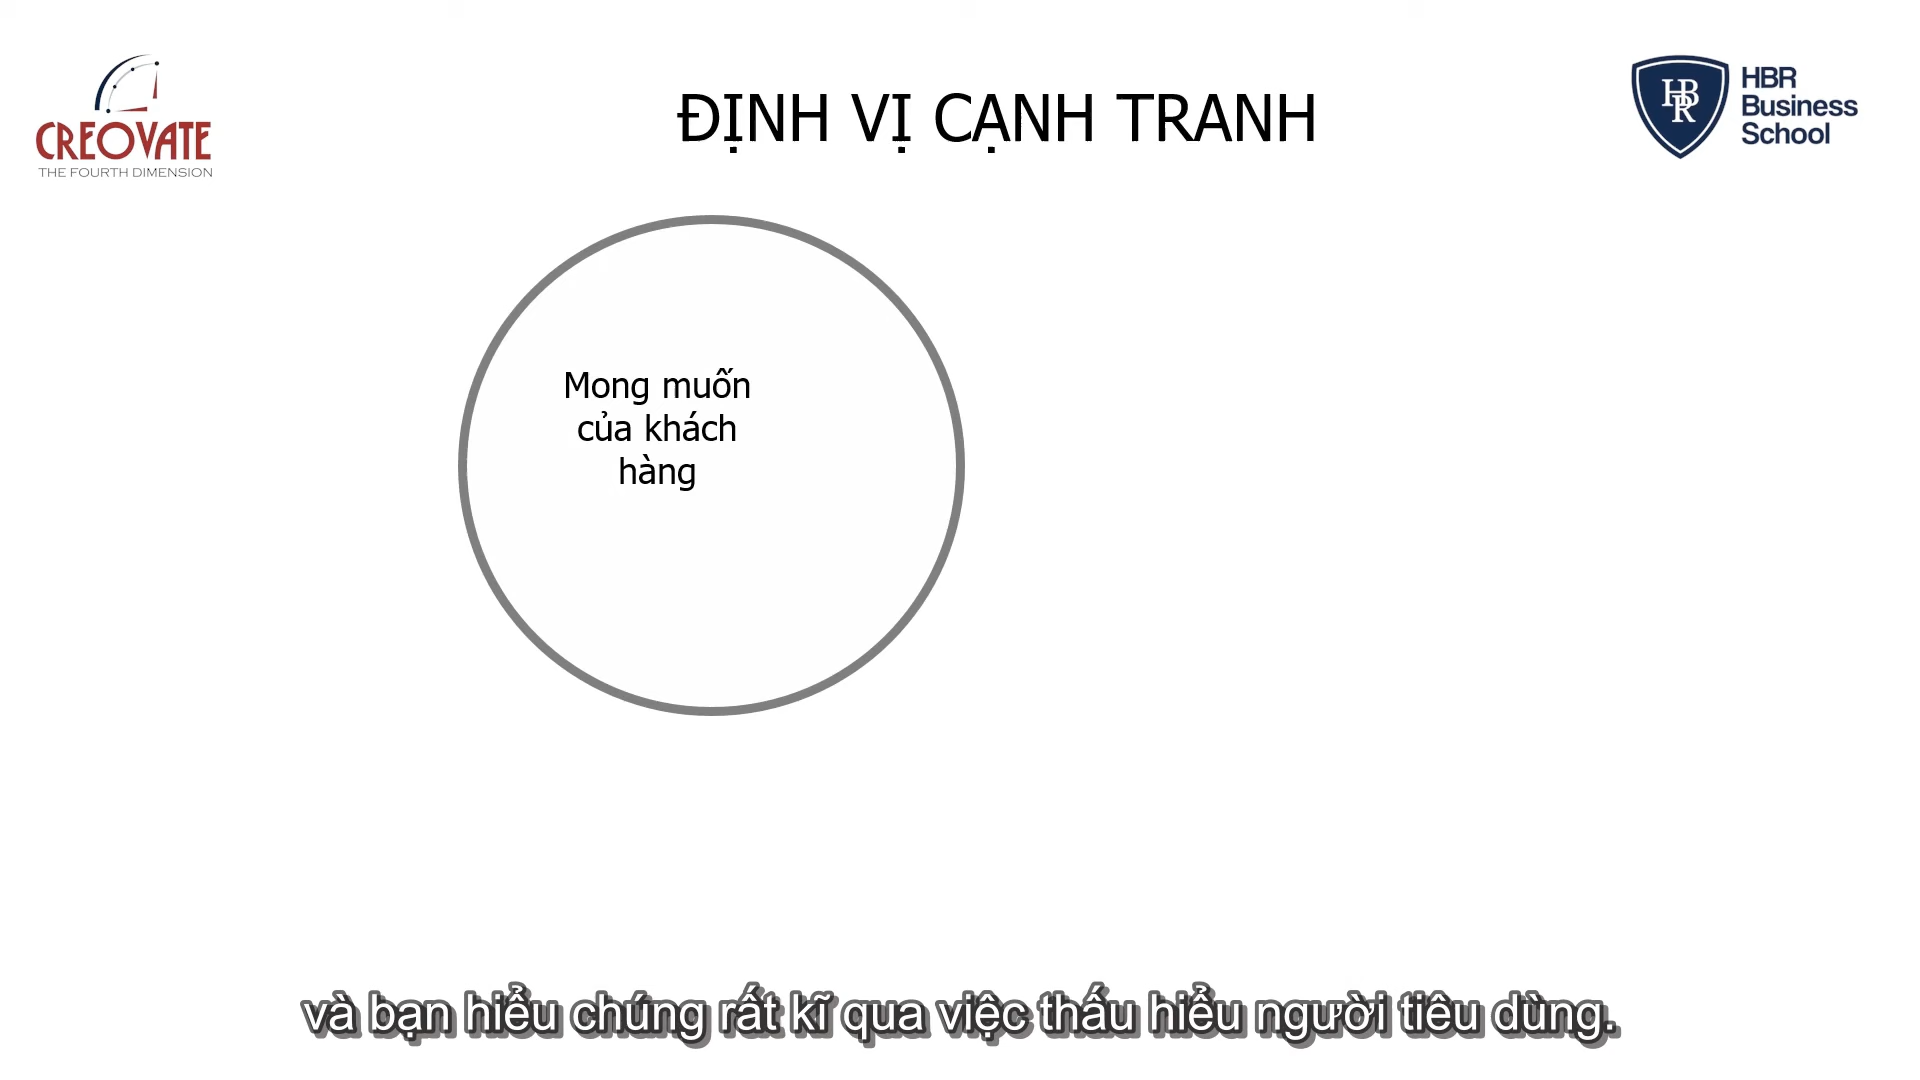 CREOVATE
THE FOURTH DIMENSION
ĐỊNH VỊ CẠNH TRANH
HBR
HBR
Business
School
Mong muốn
của khách
hàng
và bạn hiểu chúng rất kĩ qua việc thấu hiểu người tiêu dùng.